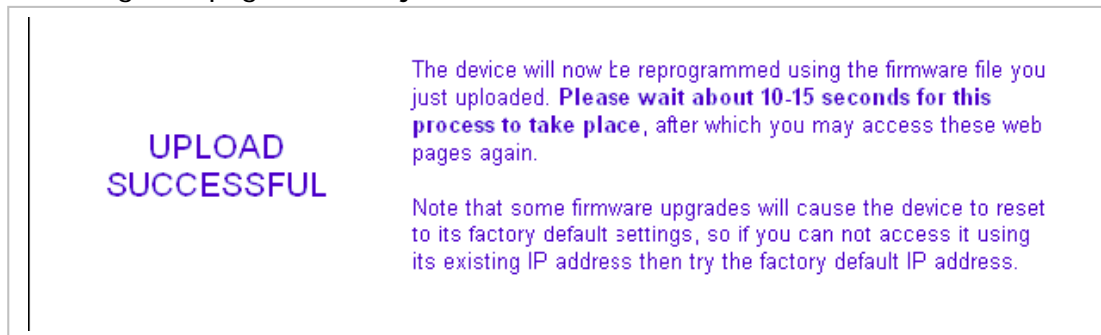 UPLOAD
SUCCESSFUL
The device will now be reprogrammed using the firmware file you
just uploaded. Please wait about 10-15 seconds for this
process to take place, after which you may access these web
pages again.
Note that some firmware upgrades will cause the device to reset
to its factory default settings, so if you can not access it using
its existing IP address then try the factory default IP address.